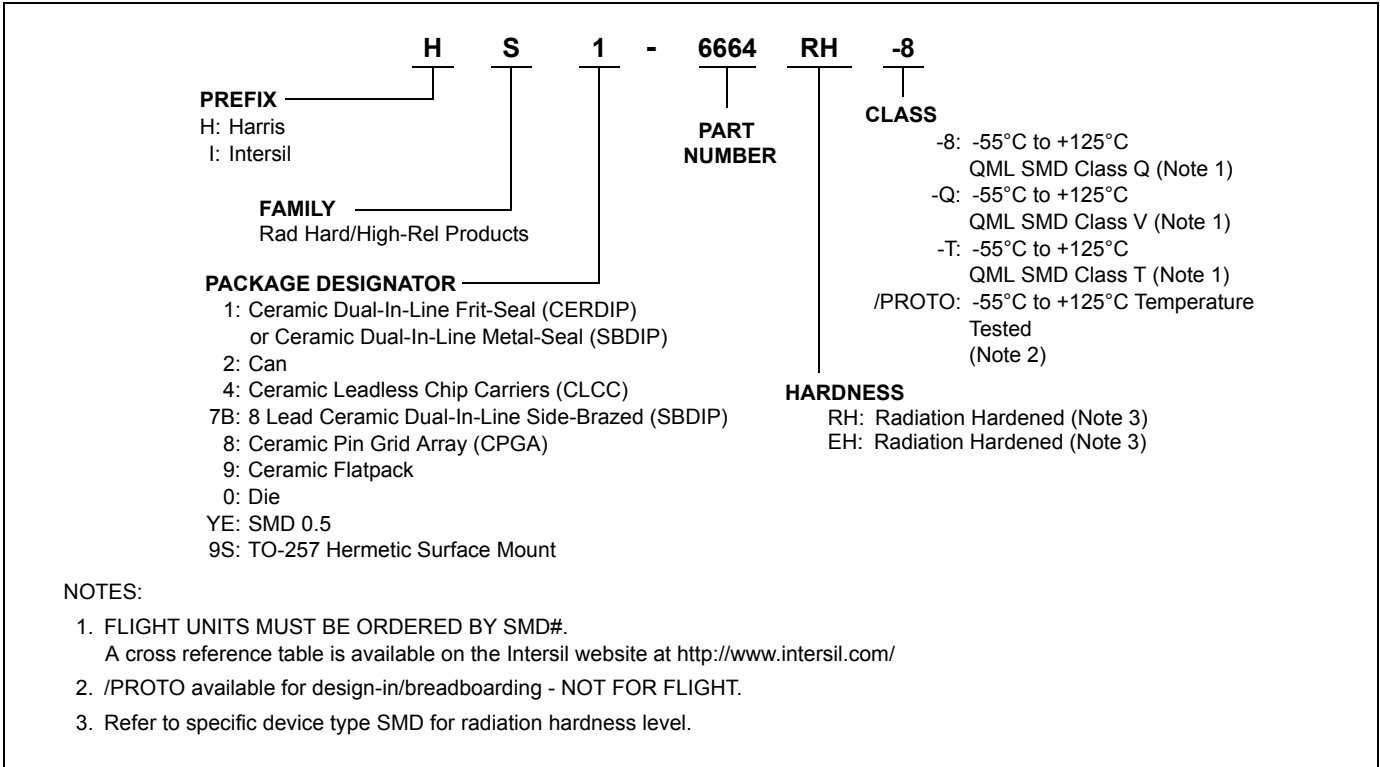 H S 1 - 6664 RH -8
PREFIX
H: Harris
I: Intersil
FAMILY
Rad Hard/High-Rel Products
PACKAGE DESIGNATOR
1: Ceramic Dual-In-Line Frit-Seal (CERDIP)
or Ceramic Dual-In-Line Metal-Seal (SBDIP)
2: Can
4: Ceramic Leadless Chip Carriers (CLCC)
7B: 8 Lead Ceramic Dual-In-Line Side-Brazed (SBDIP)
8: Ceramic Pin Grid Array (CPGA)
9: Ceramic Flatpack
0: Die
YE: SMD 0.5
9S: TO-257 Hermetic Surface Mount
PART
NUMBER
CLASS
-8: -55°C to +125°C
QML SMD Class Q (Note 1)
-Q: -55°C to +125°C
QML SMD Class V (Note 1)
-T: -55°C to +125°C
QML SMD Class T (Note 1)
/PROTO: -55°C to +125°C Temperature
Tested
(Note 2)
HARDNESS
RH: Radiation Hardened (Note 3)
EH: Radiation Hardened (Note 3)
NOTES:
1. FLIGHT UNITS MUST BE ORDERED BY SMD#.
A cross reference table is available on the Intersil website at http://www.intersil.com/
2. /PROTO available for design-in/breadboarding - NOT FOR FLIGHT.
3. Refer to specific device type SMD for radiation hardness level.